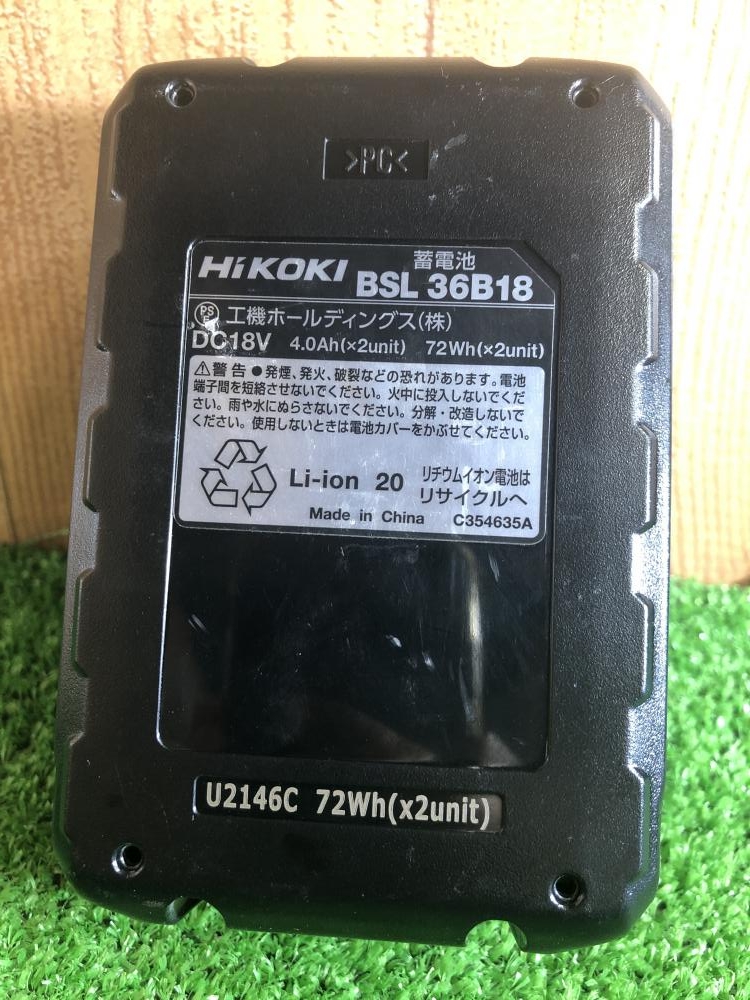 >PC<
HiKOKI 蓄電池 BSL 36B18
PS E 工機ホールディングス(株)
DC18V 4.0Ah(×2unit) 72Wh(×2unit)
⚠警告 ●発煙、発火、破裂などの恐れがあります。電池
端子間を短絡させないでください。火中に投入しないでくだ
さい。雨や水にぬらさないでください。分解・改造しないで
ください。使用しないときは電池カバーをかぶせてください。
Li-ion 20 リチウムイオン電池は
リサイクルへ
Made in China C354635A
U2146C 72Wh(x2unit)